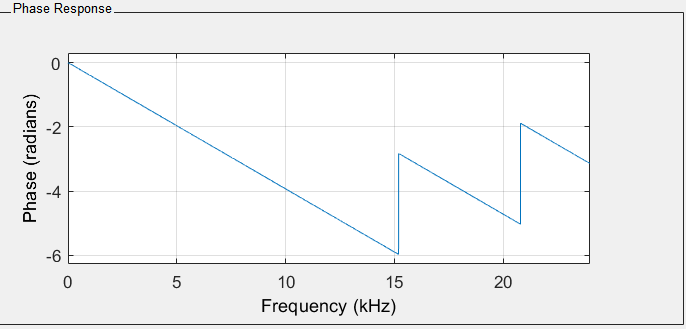 Phase Response
0
-2
-4
-6
Phase (radians)
0 5 10 15 20
Frequency (kHz)